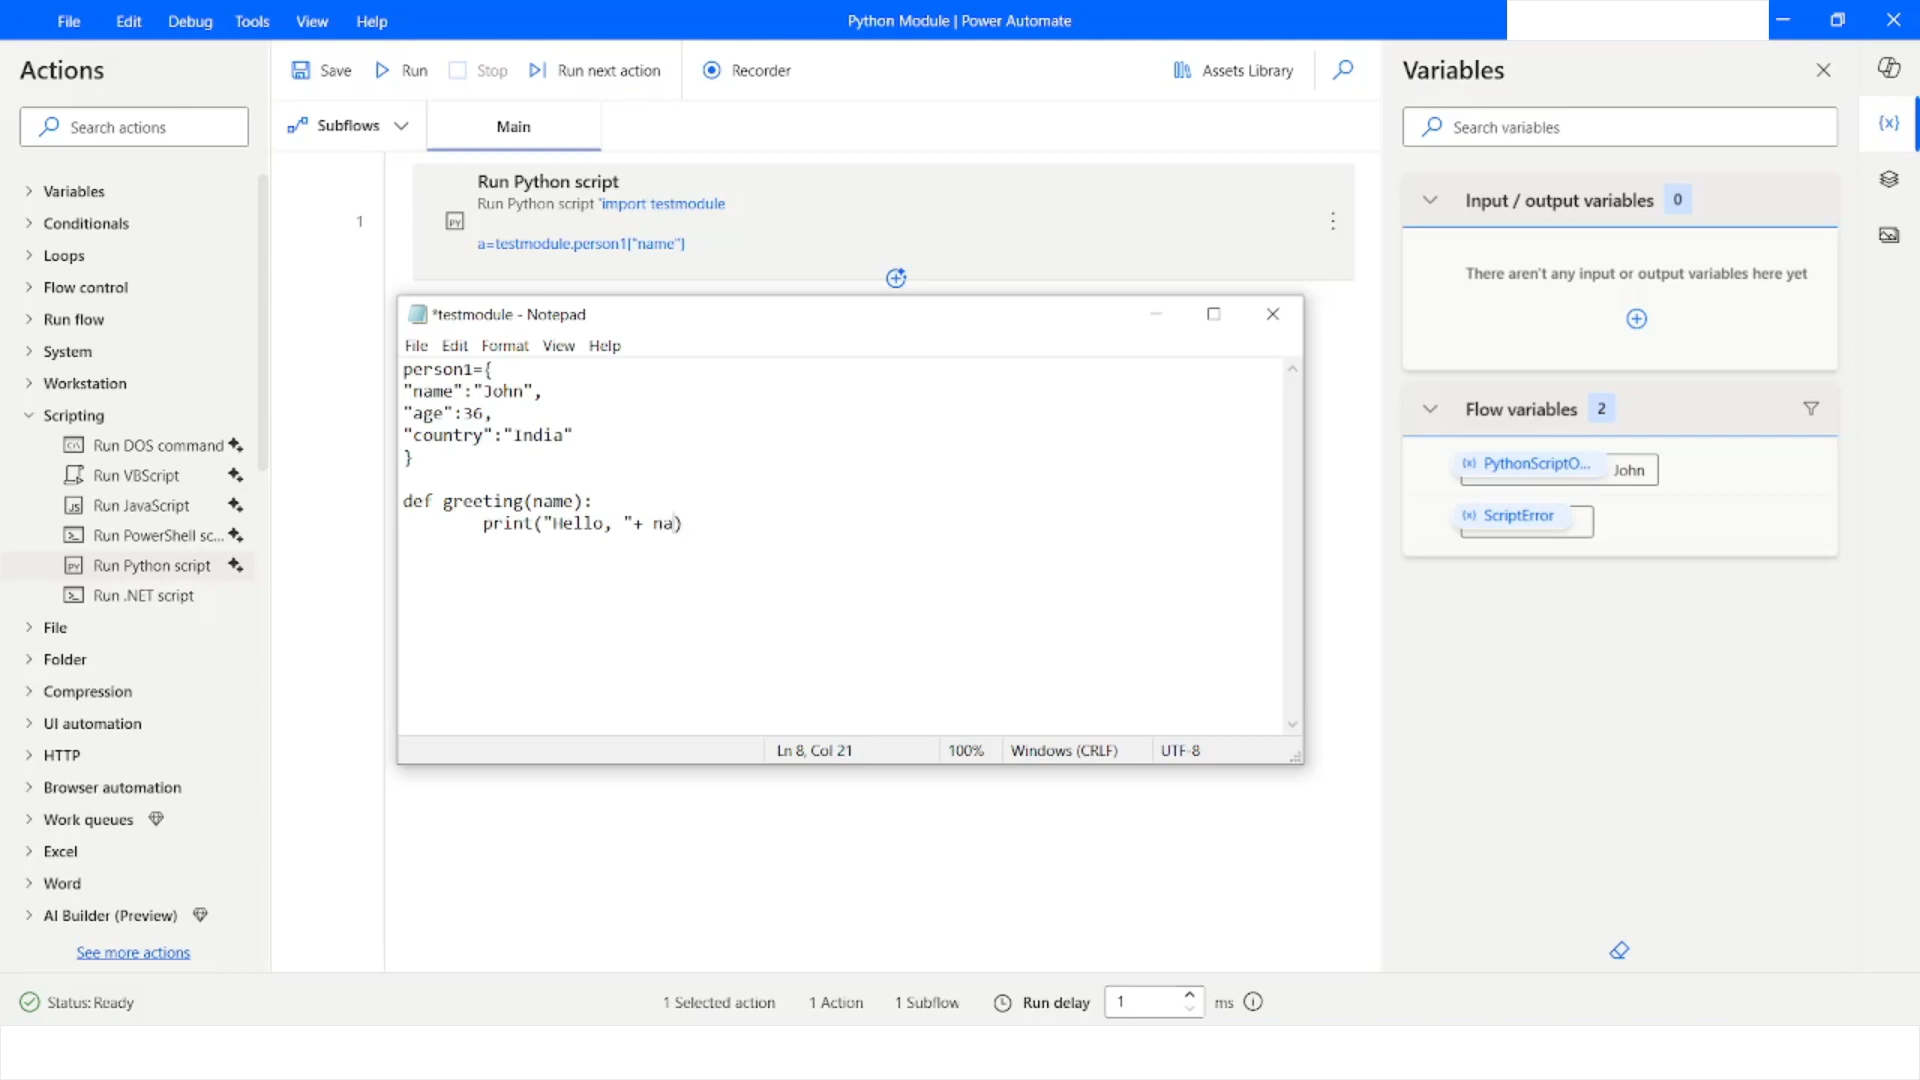 File Edit Debug Tools View Help
Python Module | Power Automate
Actions
Search actions
Variables
Conditionals
Loops
Flow control
Run flow
System
Workstation
Scripting
Run DOS command
Run VBScript
Run JavaScript
Run PowerShell sc...
Run Python script
Run .NET script
File
Folder
Compression
UI automation
HTTP
Browser automation
Work queues
Excel
Word
AI Builder (Preview)
See more actions
Save Run Stop Run next action Recorder Assets Library
Subflows Main
1
PY
Run Python script
Run Python script 'import testmodule
a=testmodule.person1["name"]
*testmodule - Notepad
File Edit Format View Help
person1={
"name":"John",
"age":36,
"country":"India"
}
def greeting(name):
print("Hello, "+ na)
Ln 8, Col 21 100% Windows (CRLF) UTF-8
Variables
{x}
Search variables
Input / output variables 0
There aren't any input or output variables here yet
Flow variables 2
(x) PythonScriptO... John
(x) ScriptError
Status: Ready 1 Selected action 1 Action 1 Subflow Run delay 1 ms